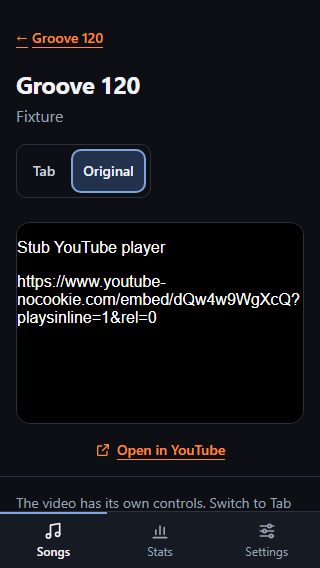 ← Groove 120
Groove 120
Fixture
Tab
Original
Stub YouTube player
https://www.youtube-
nocookie.com/embed/dQw4w9WgXcQ?
playsinline=1&rel=0
Open in YouTube
The video has its own controls. Switch to Tab
Songs
Stats
Settings